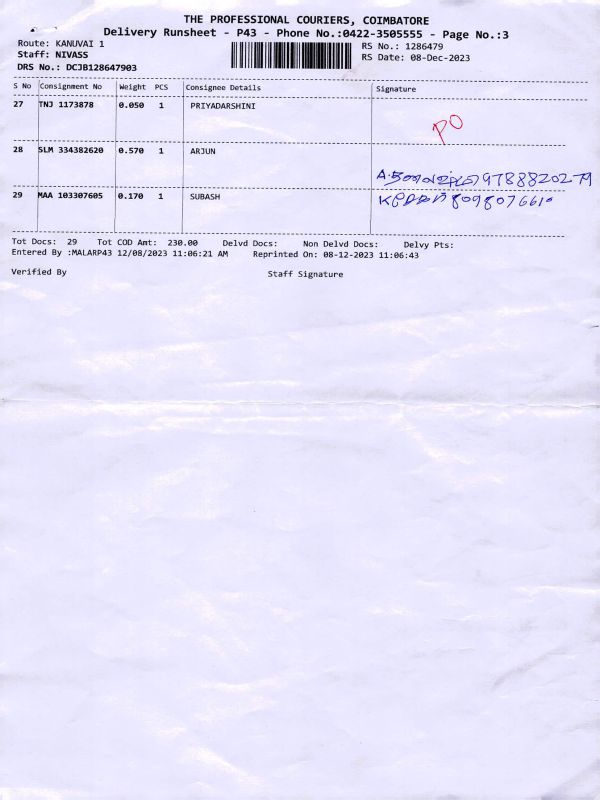 THE PROFESSIONAL COURIERS, COIMBATORE
Delivery Runsheet - P43 - Phone No.:0422-3505555 - Page No.:3
Route: KANUVAI 1 RS No.: 1286479
Staff: NIVASS RS Date: 08-Dec-2023
DRS No.: DCJB128647903
S No Consignment No Weight PCS Consignee Details Signature
27 TNJ 1173878 0.050 1 PRIYADARSHINI
PO
28 SLM 334382620 0.570 1 ARJUN
9788820279
29 MAA 103307605 0.170 1 SUBASH 
8098076610
Tot Docs: 29 Tot COD Amt: 230.00 Delvd Docs: Non Delvd Docs: Delvy Pts:
Entered By :MALARP43 12/08/2023 11:06:21 AM Reprinted On: 08-12-2023 11:06:43
Verified By Staff Signature